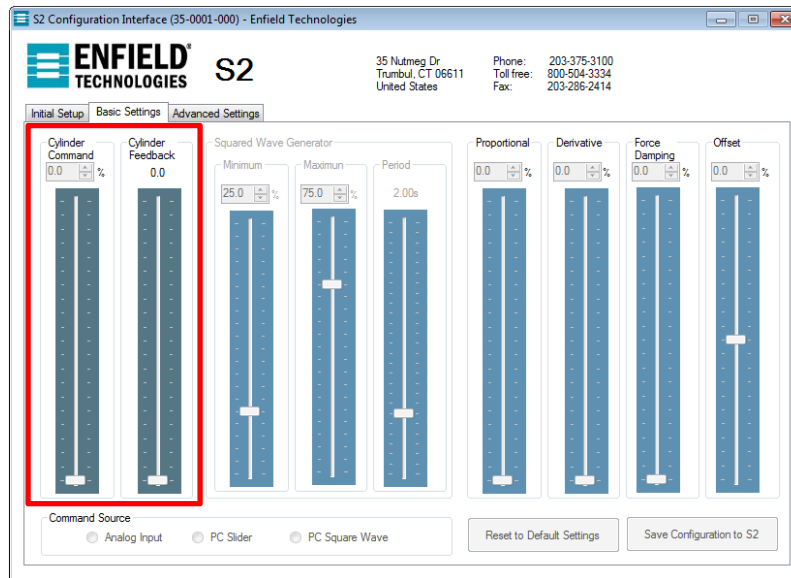 S2 Configuration Interface (35-0001-000) - Enfield Technologies
ENFIELD®
TECHNOLOGIES
S2
35 Nutmeg Dr
Trumbul, CT 06611
United States
Phone: 203-375-3100
Toll free: 800-504-3334
Fax: 203-286-2414
Initial Setup
Basic Settings
Advanced Settings
Cylinder
Command
0.0 %
Cylinder
Feedback
0.0
Squared Wave Generator
Minimum
25.0 %
Maximun
75.0 %
Period
2.00s
Proportional
0.0 %
Derivative
0.0 %
Force
Damping
0.0 %
Offset
0.0 %
Command Source
Analog Input
PC Slider
PC Square Wave
Reset to Default Settings
Save Configuration to S2